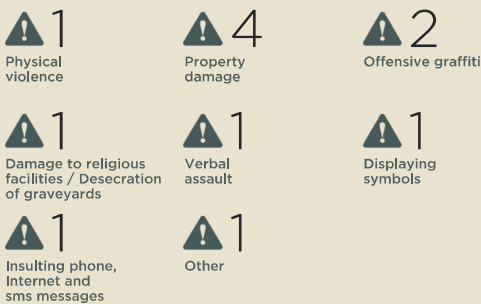 1
Physical
violence
4
Property
damage
2
Offensive graffiti
1
Damage to religious
facilities / Desecration
of graveyards
1
Verbal
assault
1
Displaying
symbols
1
Insulting phone,
Internet and
sms messages
1
Other